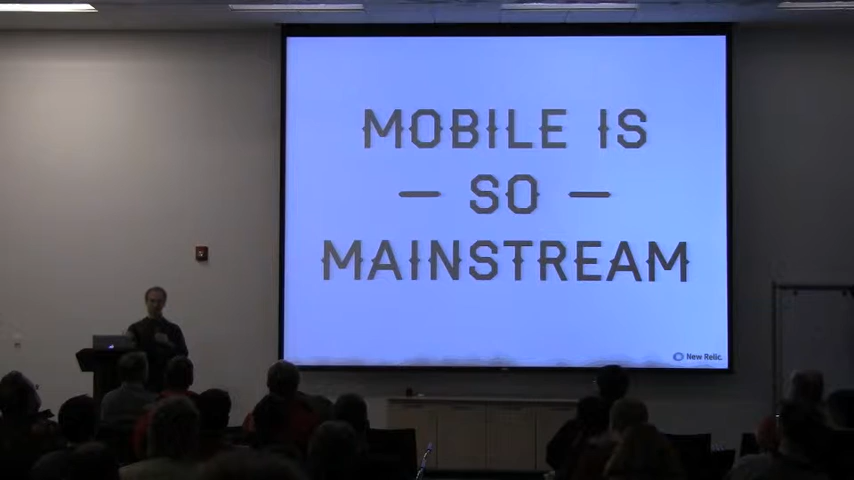 MOBILE IS
— SO —
MAINSTREAM
New Relic.